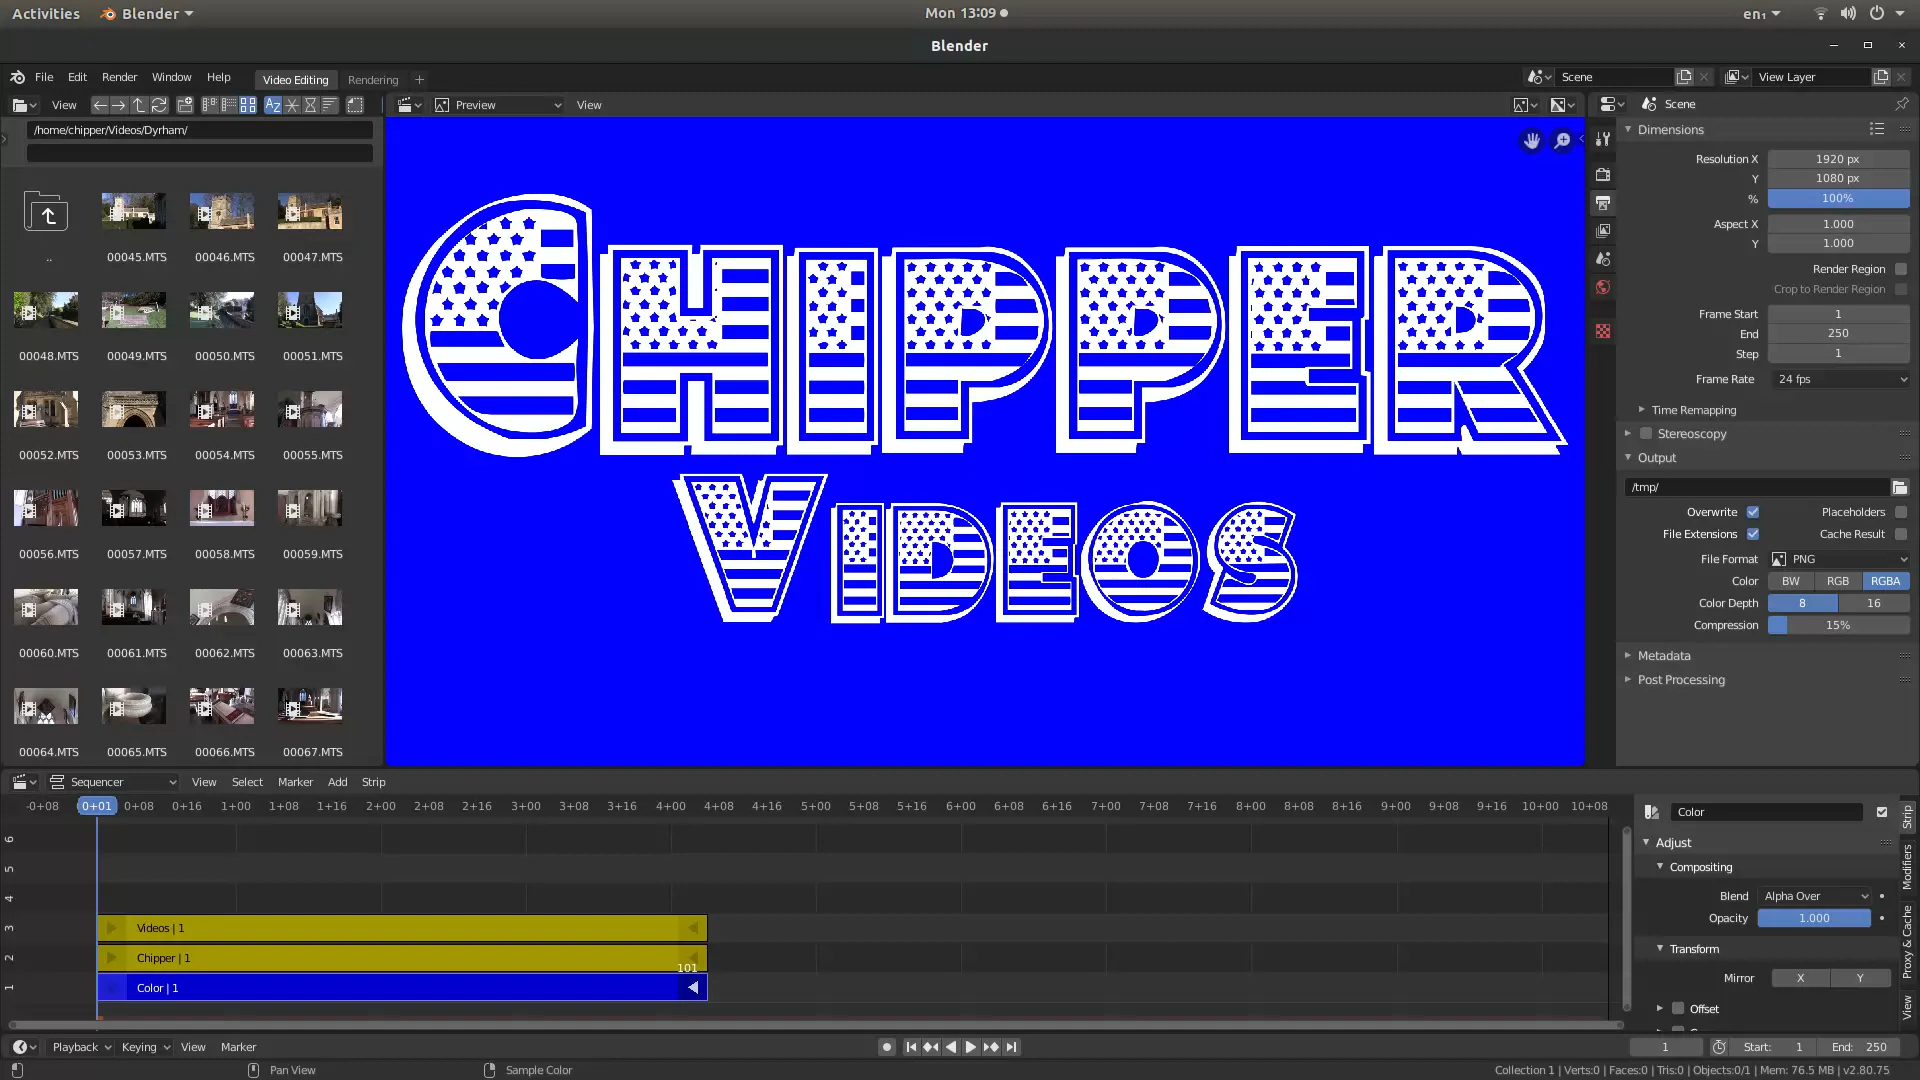 Activities Blender Mon 13:09 en₁
Blender
File Edit Render Window Help Video Editing Rendering + Scene View Layer
View Preview View Scene
/home/chipper/Videos/Dyrham/
Dimensions
Resolution X 1920 px
Y 1080 px
% 100%
Aspect X 1.000
Y 1.000
Render Region
Crop to Render Region
Frame Start 1
End 250
Step 1
Frame Rate 24 fps
Time Remapping
Stereoscopy
Output
/tmp/
Overwrite Placeholders
File Extensions Cache Result
File Format PNG
Color BW RGB RGBA
Color Depth 8 16
Compression 15%
Metadata
Post Processing
.. 00045.MTS 00046.MTS 00047.MTS
00048.MTS 00049.MTS 00050.MTS 00051.MTS
00052.MTS 00053.MTS 00054.MTS 00055.MTS
00056.MTS 00057.MTS 00058.MTS 00059.MTS
00060.MTS 00061.MTS 00062.MTS 00063.MTS
00064.MTS 00065.MTS 00066.MTS 00067.MTS
CHIPPER
VIDEOS
Sequencer View Select Marker Add Strip
-0+08 0+01 0+08 0+16 1+00 1+08 1+16 2+00 2+08 2+16 3+00 3+08 3+16 4+00 4+08 4+16 5+00 5+08 5+16 6+00 6+08 6+16 7+00 7+08 7+16 8+00 8+08 8+16 9+00 9+08 9+16 10+00 10+08
6
5
4
3 Videos | 1
2 Chipper | 1
101
1 Color | 1
Color
Adjust
Compositing
Blend Alpha Over
Opacity 1.000
Transform
Mirror X Y
Offset
Strip
Modifiers
Proxy & Cache
View
Playback Keying View Marker 1 Start: 1 End: 250
Pan View Sample Color Collection 1 | Verts:0 | Faces:0 | Tris:0 | Objects:0/1 | Mem: 76.5 MB | v2.80.75